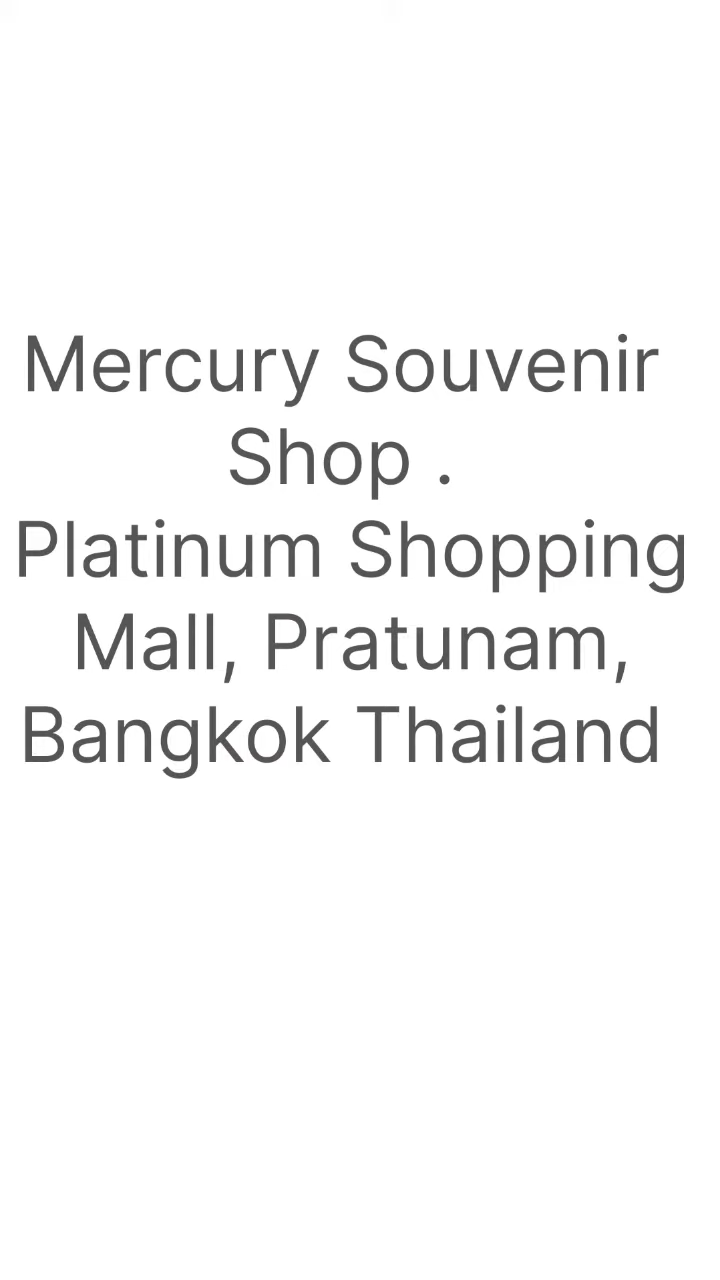 Mercury Souvenir
Shop .
Platinum Shopping
Mall, Pratunam,
Bangkok Thailand